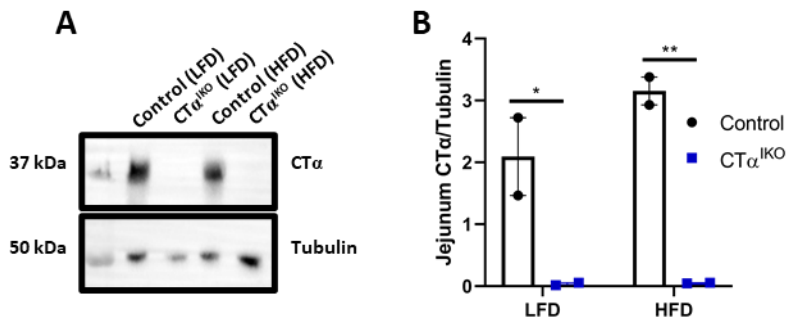 A
Control (LFD)
CTα^IKO (LFD)
Control (HFD)
CTα^IKO (HFD)
37 kDa
CTα
50 kDa
Tubulin
B
Jejunum CTα/Tubulin
4
3
2
1
0
*
**
Control
CTα^IKO
LFD
HFD